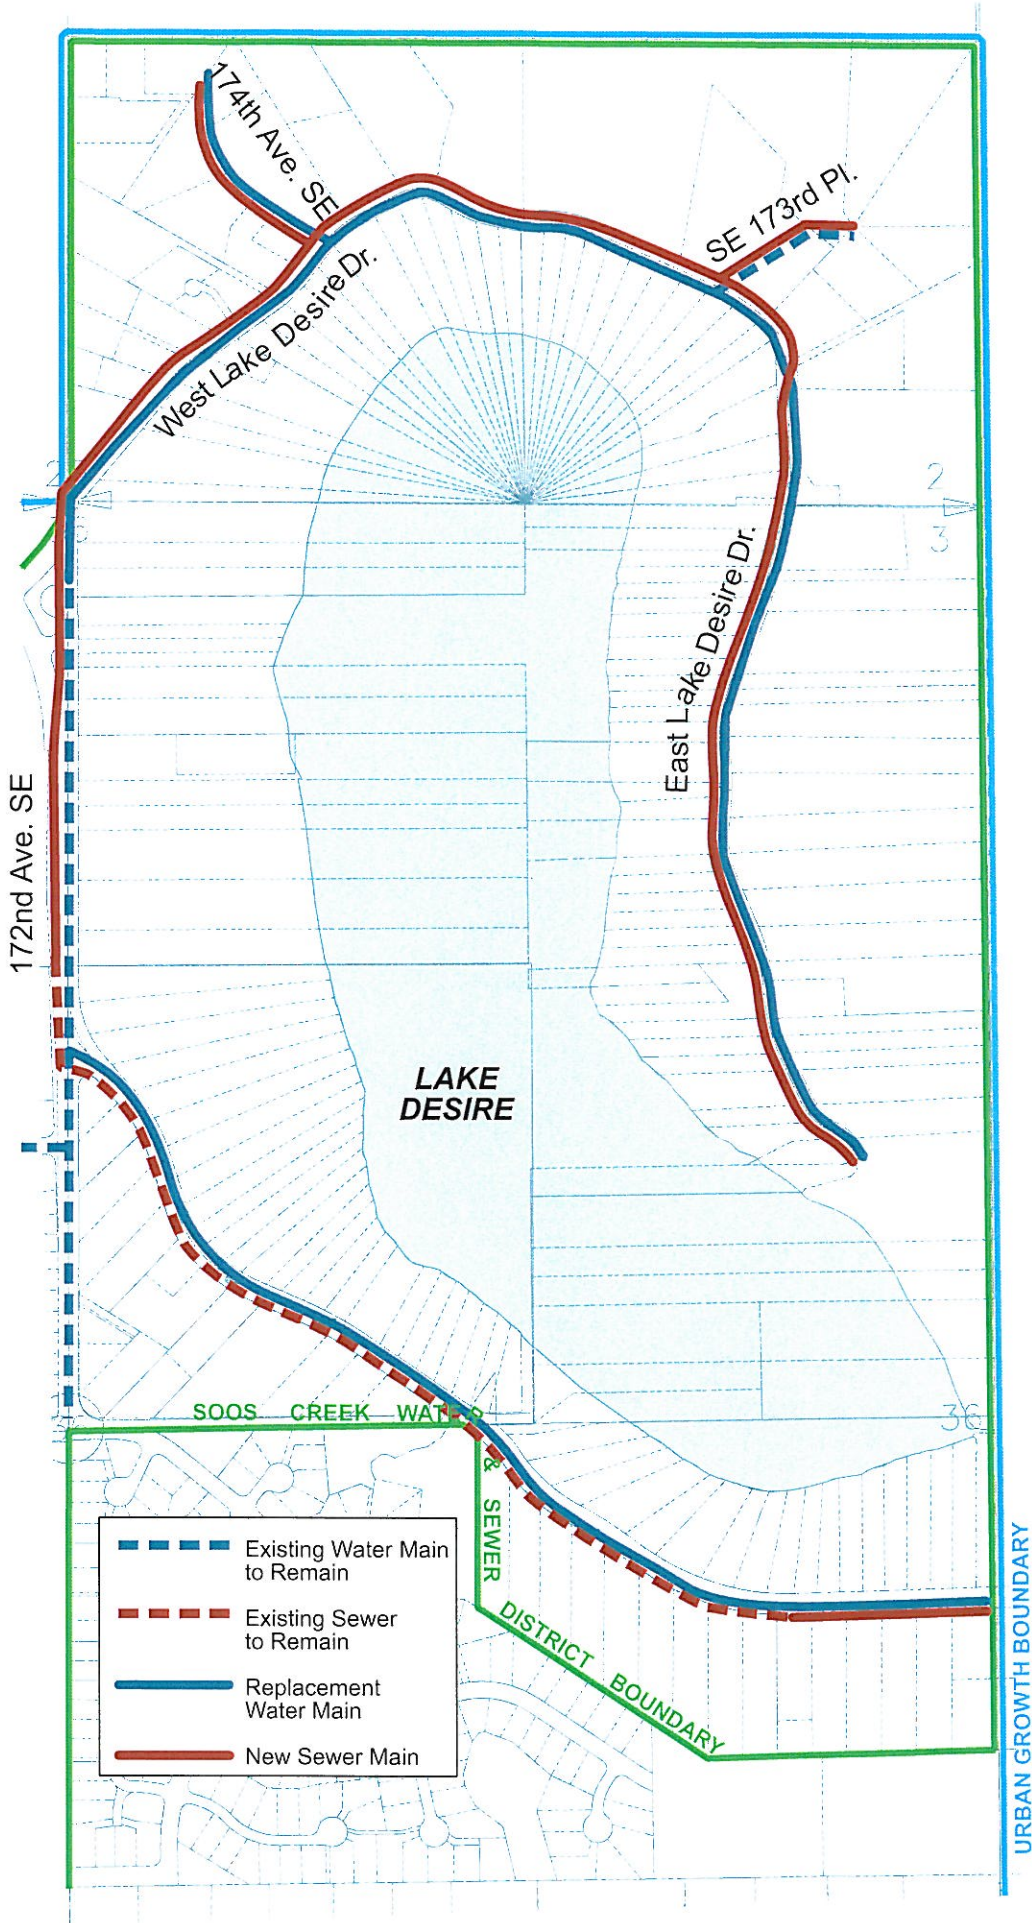 174th Ave. SE
SE 173rd Pl.
West Lake Desire Dr.
2
2
3
East Lake Desire Dr.
172nd Ave. SE
LAKE
DESIRE
36
SOOS CREEK WATER
& SEWER
DISTRICT BOUNDARY
URBAN GROWTH BOUNDARY
Existing Water Main
to Remain
Existing Sewer
to Remain
Replacement
Water Main
New Sewer Main